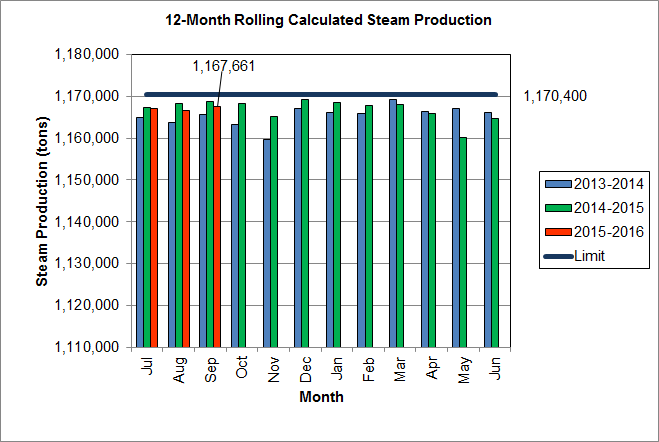 12-Month Rolling Calculated Steam Production
1,180,000
1,167,661
1,170,000
1,170,400
1,160,000
1,150,000
1,140,000
1,130,000
1,120,000
1,110,000
Steam Production (tons)
2013-2014
2014-2015
2015-2016
Limit
Jul Aug Sep Oct Nov Dec Jan Feb Mar Apr May Jun
Month